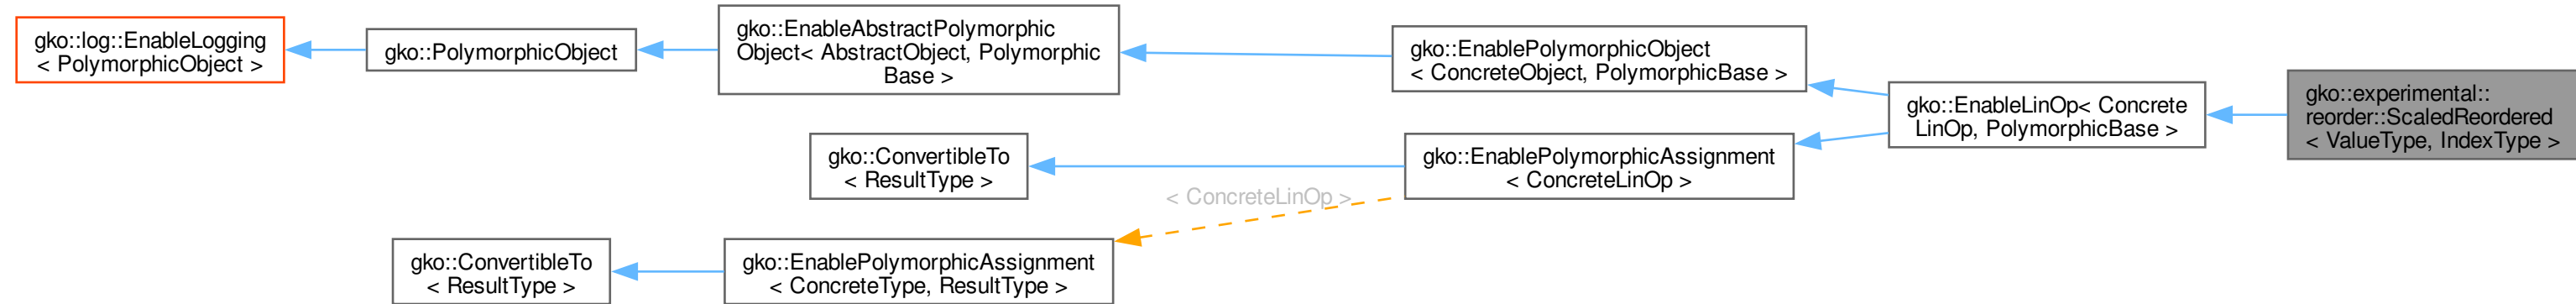 gko::log::EnableLogging
< PolymorphicObject >
gko::PolymorphicObject
gko::EnableAbstractPolymorphic
Object< AbstractObject, Polymorphic
Base >
gko::EnablePolymorphicObject
< ConcreteObject, PolymorphicBase >
gko::EnableLinOp< Concrete
LinOp, PolymorphicBase >
gko::experimental::
reorder::ScaledReordered
< ValueType, IndexType >
gko::ConvertibleTo
< ResultType >
gko::EnablePolymorphicAssignment
< ConcreteLinOp >
< ConcreteLinOp >
gko::ConvertibleTo
< ResultType >
gko::EnablePolymorphicAssignment
< ConcreteType, ResultType >